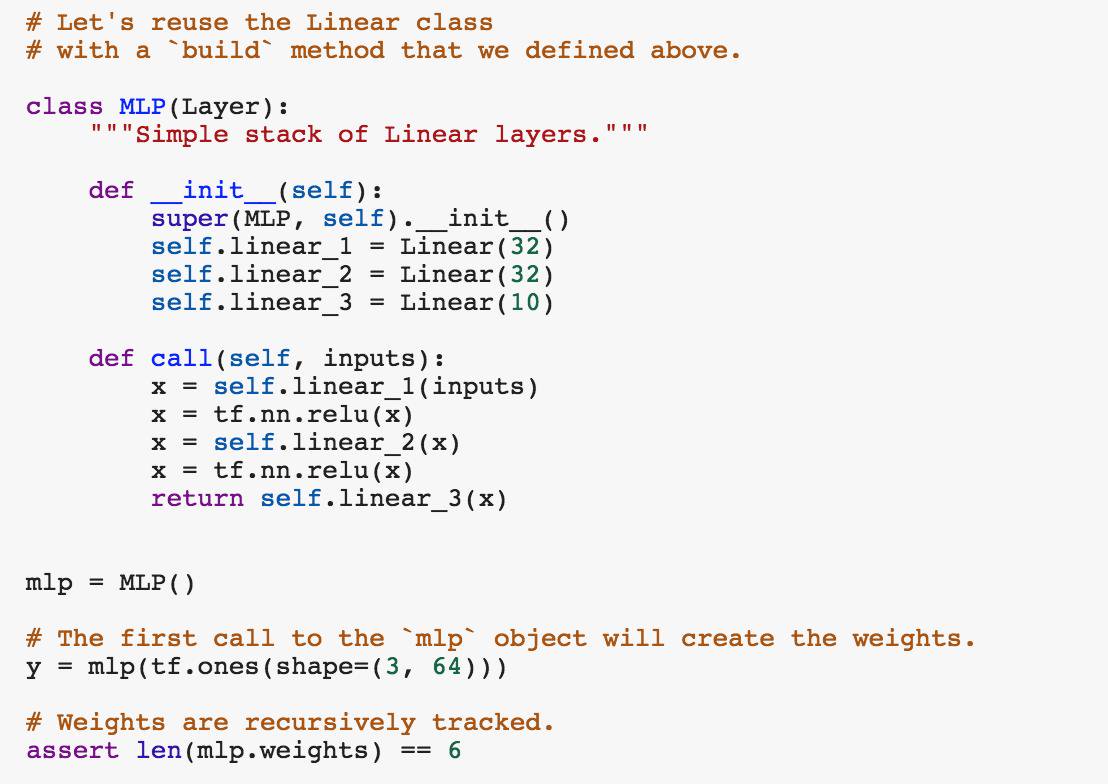 # Let's reuse the Linear class
# with a `build` method that we defined above.
class MLP(Layer):
    """Simple stack of Linear layers."""
    def __init__(self):
        super(MLP, self).__init__()
        self.linear_1 = Linear(32)
        self.linear_2 = Linear(32)
        self.linear_3 = Linear(10)
    def call(self, inputs):
        x = self.linear_1(inputs)
        x = tf.nn.relu(x)
        x = self.linear_2(x)
        x = tf.nn.relu(x)
        return self.linear_3(x)
mlp = MLP()
# The first call to the `mlp` object will create the weights.
y = mlp(tf.ones(shape=(3, 64)))
# Weights are recursively tracked.
assert len(mlp.weights) == 6